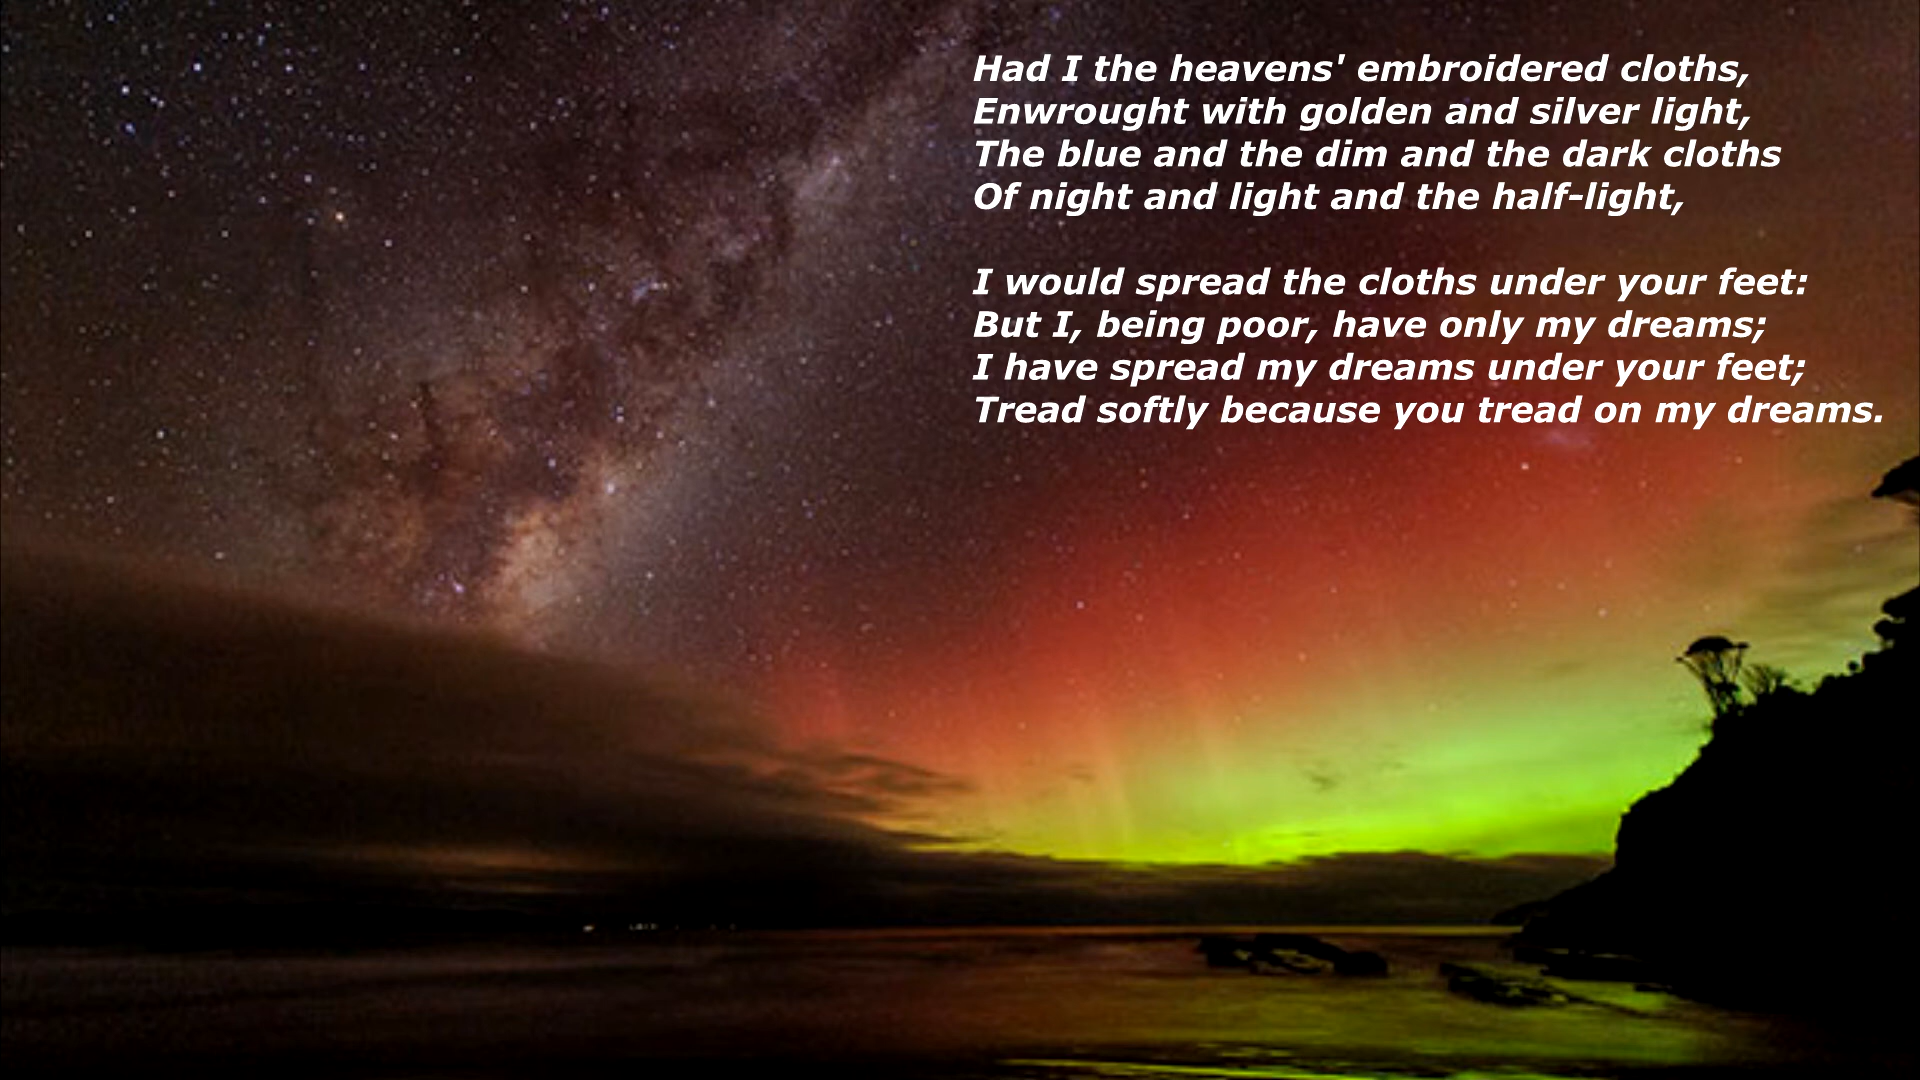 Had I the heavens' embroidered cloths,
Enwrought with golden and silver light,
The blue and the dim and the dark cloths
Of night and light and the half-light,
I would spread the cloths under your feet:
But I, being poor, have only my dreams;
I have spread my dreams under your feet;
Tread softly because you tread on my dreams.